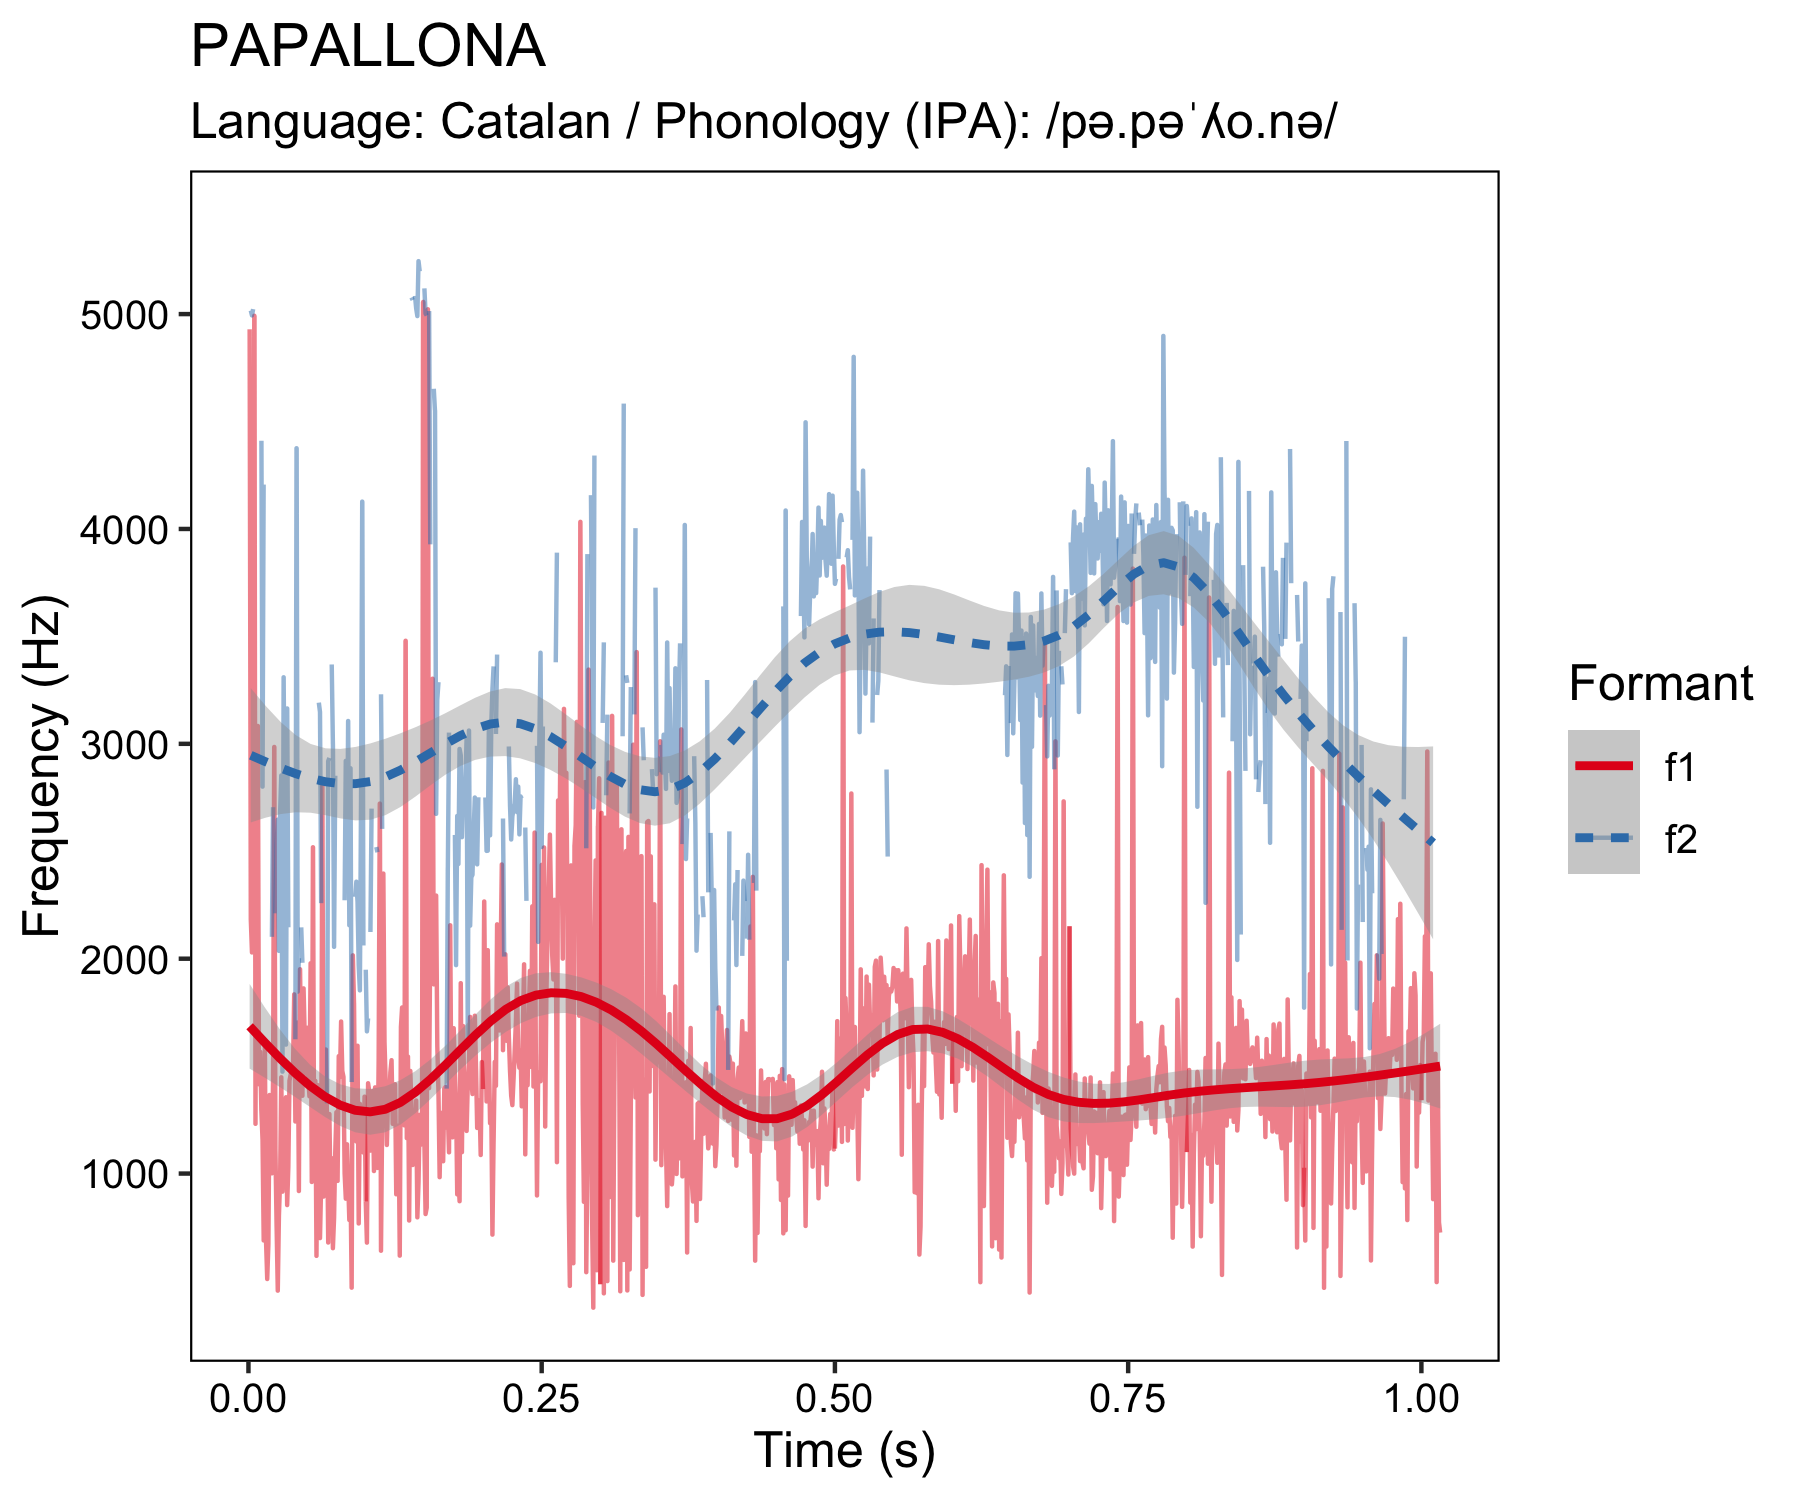 PAPALLONA
Language: Catalan / Phonology (IPA): /pə.pəˈʎo.nə/
Frequency (Hz)
5000
4000
3000
2000
1000
0.00 0.25 0.50 0.75 1.00
Time (s)
Formant
f1
f2